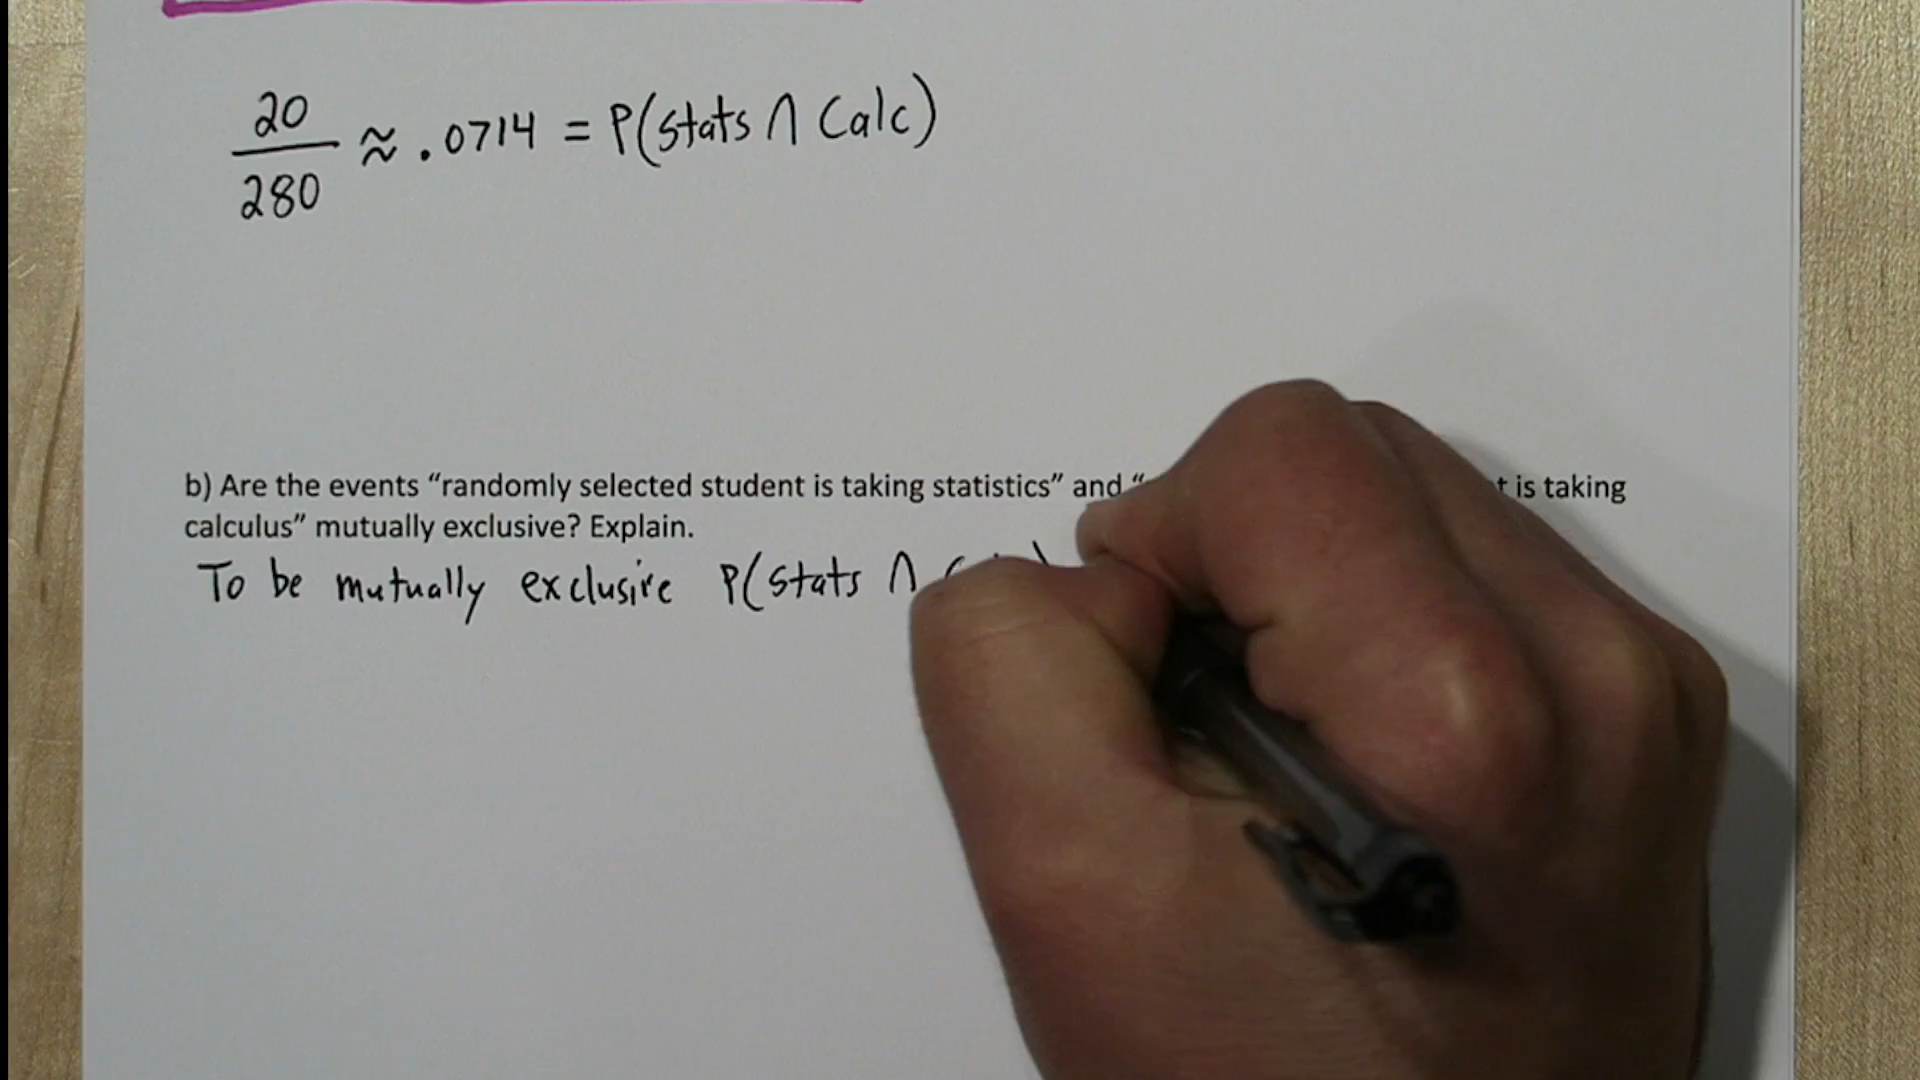 20
280
≈ .0714 = P(stats ∩ Calc)
b) Are the events “randomly selected student is taking statistics” and “ is taking
calculus” mutually exclusive? Explain.
To be mutually exclusive P(stats ∩